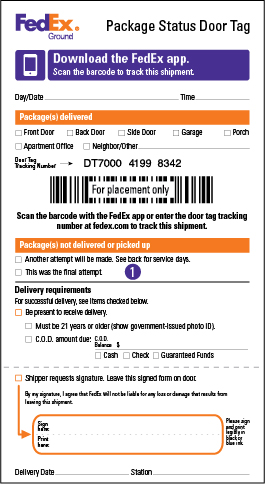 FedEx®
Ground
Package Status Door Tag
Download the FedEx app.
Scan the barcode to track this shipment.
Day/Date Time
Package(s) delivered
Front Door Back Door Side Door Garage Porch
Apartment Office Neighbor/Other
Door Tag
Tracking Number → DT7000 4199 8342
For placement only
Scan the barcode with the FedEx app or enter the door tag tracking
number at fedex.com to track this shipment.
Package(s) not delivered or picked up
Another attempt will be made. See back for service days.
This was the final attempt. 1
Delivery requirements
For successful delivery, see items checked below.
Be present to receive delivery.
Must be 21 years or older (show government-issued photo ID).
C.O.D. amount due: C.O.D.
Balance $
Cash Check Guaranteed Funds
Shipper requests signature. Leave this signed form on door.
By my signature, I agree that FedEx will not be liable for any loss or damage that results from
leaving this shipment.
Sign
here:
Print
here:
Please sign
and print
legibly in
black or
blue ink.
Delivery Date Station